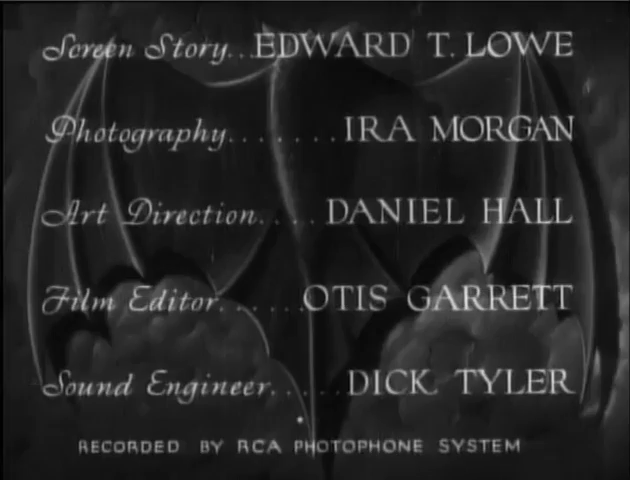 Screen Story...EDWARD T. LOWE
Photography.......IRA MORGAN
Art Direction....DANIEL HALL
Film Editor......OTIS GARRETT
Sound Engineer.....DICK TYLER
RECORDED BY RCA PHOTOPHONE SYSTEM